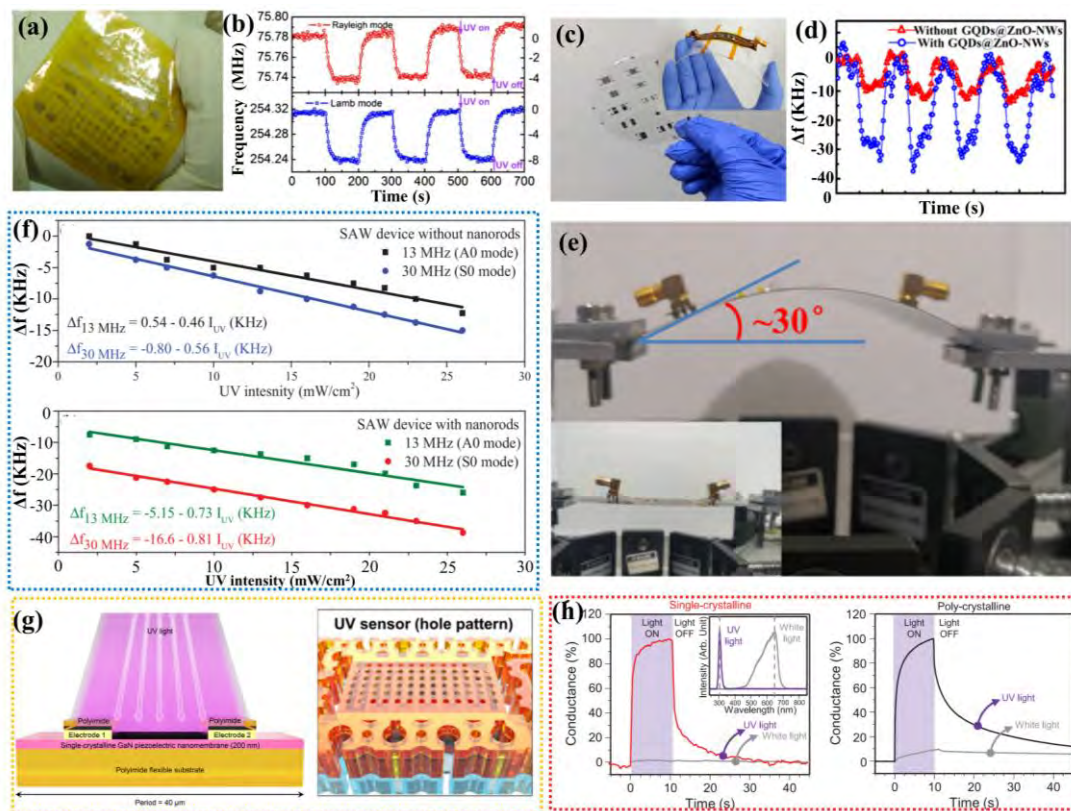 (a)
(b)
Frequency (MHz)
75.80
75.78
75.76
75.74
Rayleigh mode
UV on
UV off
0
-2
-4
254.32
254.28
254.24
Lamb mode
UV on
UV off
0
-4
-8
0 100 200 300 400 500 600 700
Time (s)
(c)
(d)
Δf (KHz)
0
-10
-20
-30
-40
Without GQDs@ZnO-NWs
With GQDs@ZnO-NWs
0
Time (s)
(f)
Δf (KHz)
0
-5
-10
-15
-20
SAW device without nanorods
13 MHz (A0 mode)
30 MHz (S0 mode)
Δf13 MHz = 0.54 - 0.46 IUV (KHz)
Δf30 MHz = -0.80 - 0.56 IUV (KHz)
0 5 10 15 20 25 30
UV intesnity (mW/cm²)
Δf (KHz)
0
-10
-20
-30
-40
SAW device with nanorods
13 MHz (A0 mode)
30 MHz (S0 mode)
Δf13 MHz = -5.15 - 0.73 IUV (KHz)
Δf30 MHz = -16.6 - 0.81 IUV (KHz)
0 5 10 15 20 25 30
UV intensity (mW/cm²)
(e)
~30°
(g)
UV light
Polyimide
Polyimide
Electrode 1
Electrode 2
Single-crystalline GaN piezoelectric nanomembrane (200 nm)
Polyimide flexible substrate
Period = 40 μm
UV sensor (hole pattern)
(h)
Single-crystalline
Conductance (%)
120
100
80
60
40
20
0
Light ON
Light OFF
Intensity (Arb. Unit)
UV light
White light
300 400 500 600 700 800
Wavelength (nm)
UV light
White light
0 10 20 30 40
Time (s)
Poly-crystalline
Conductance (%)
120
100
80
60
40
20
0
Light ON
Light OFF
UV light
White light
0 10 20 30 40
Time (s)